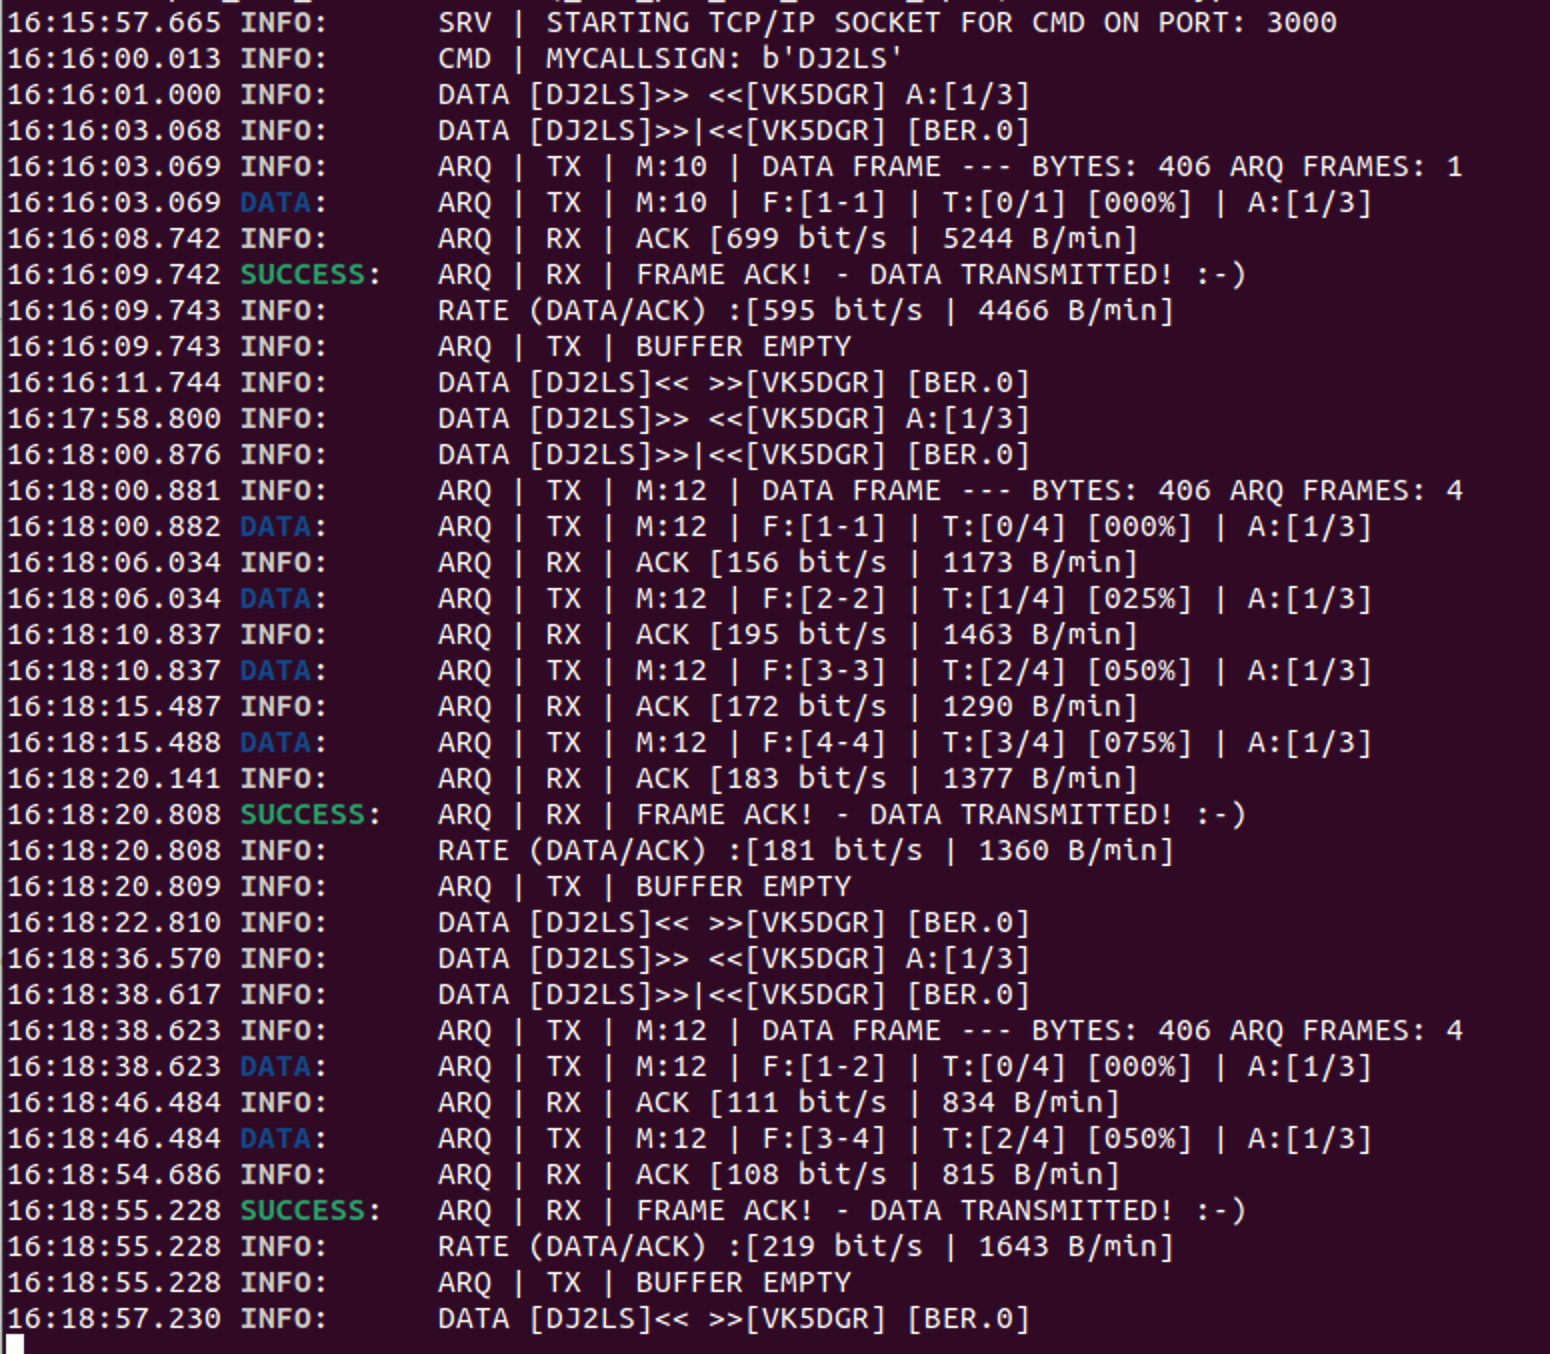 16:15:57.665 INFO: SRV | STARTING TCP/IP SOCKET FOR CMD ON PORT: 3000
16:16:00.013 INFO: CMD | MYCALLSIGN: b'DJ2LS'
16:16:01.000 INFO: DATA [DJ2LS]>> <<[VK5DGR] A:[1/3]
16:16:03.068 INFO: DATA [DJ2LS]>>|<<[VK5DGR] [BER.0]
16:16:03.069 INFO: ARQ | TX | M:10 | DATA FRAME --- BYTES: 406 ARQ FRAMES: 1
16:16:03.069 DATA: ARQ | TX | M:10 | F:[1-1] | T:[0/1] [000%] | A:[1/3]
16:16:08.742 INFO: ARQ | RX | ACK [699 bit/s | 5244 B/min]
16:16:09.742 SUCCESS: ARQ | RX | FRAME ACK! - DATA TRANSMITTED! :-)
16:16:09.743 INFO: RATE (DATA/ACK) :[595 bit/s | 4466 B/min]
16:16:09.743 INFO: ARQ | TX | BUFFER EMPTY
16:16:11.744 INFO: DATA [DJ2LS]<< >>[VK5DGR] [BER.0]
16:17:58.800 INFO: DATA [DJ2LS]>> <<[VK5DGR] A:[1/3]
16:18:00.876 INFO: DATA [DJ2LS]>>|<<[VK5DGR] [BER.0]
16:18:00.881 INFO: ARQ | TX | M:12 | DATA FRAME --- BYTES: 406 ARQ FRAMES: 4
16:18:00.882 DATA: ARQ | TX | M:12 | F:[1-1] | T:[0/4] [000%] | A:[1/3]
16:18:06.034 INFO: ARQ | RX | ACK [156 bit/s | 1173 B/min]
16:18:06.034 DATA: ARQ | TX | M:12 | F:[2-2] | T:[1/4] [025%] | A:[1/3]
16:18:10.837 INFO: ARQ | RX | ACK [195 bit/s | 1463 B/min]
16:18:10.837 DATA: ARQ | TX | M:12 | F:[3-3] | T:[2/4] [050%] | A:[1/3]
16:18:15.487 INFO: ARQ | RX | ACK [172 bit/s | 1290 B/min]
16:18:15.488 DATA: ARQ | TX | M:12 | F:[4-4] | T:[3/4] [075%] | A:[1/3]
16:18:20.141 INFO: ARQ | RX | ACK [183 bit/s | 1377 B/min]
16:18:20.808 SUCCESS: ARQ | RX | FRAME ACK! - DATA TRANSMITTED! :-)
16:18:20.808 INFO: RATE (DATA/ACK) :[181 bit/s | 1360 B/min]
16:18:20.809 INFO: ARQ | TX | BUFFER EMPTY
16:18:22.810 INFO: DATA [DJ2LS]<< >>[VK5DGR] [BER.0]
16:18:36.570 INFO: DATA [DJ2LS]>> <<[VK5DGR] A:[1/3]
16:18:38.617 INFO: DATA [DJ2LS]>>|<<[VK5DGR] [BER.0]
16:18:38.623 INFO: ARQ | TX | M:12 | DATA FRAME --- BYTES: 406 ARQ FRAMES: 4
16:18:38.623 DATA: ARQ | TX | M:12 | F:[1-2] | T:[0/4] [000%] | A:[1/3]
16:18:46.484 INFO: ARQ | RX | ACK [111 bit/s | 834 B/min]
16:18:46.484 DATA: ARQ | TX | M:12 | F:[3-4] | T:[2/4] [050%] | A:[1/3]
16:18:54.686 INFO: ARQ | RX | ACK [108 bit/s | 815 B/min]
16:18:55.228 SUCCESS: ARQ | RX | FRAME ACK! - DATA TRANSMITTED! :-)
16:18:55.228 INFO: RATE (DATA/ACK) :[219 bit/s | 1643 B/min]
16:18:55.228 INFO: ARQ | TX | BUFFER EMPTY
16:18:57.230 INFO: DATA [DJ2LS]<< >>[VK5DGR] [BER.0]